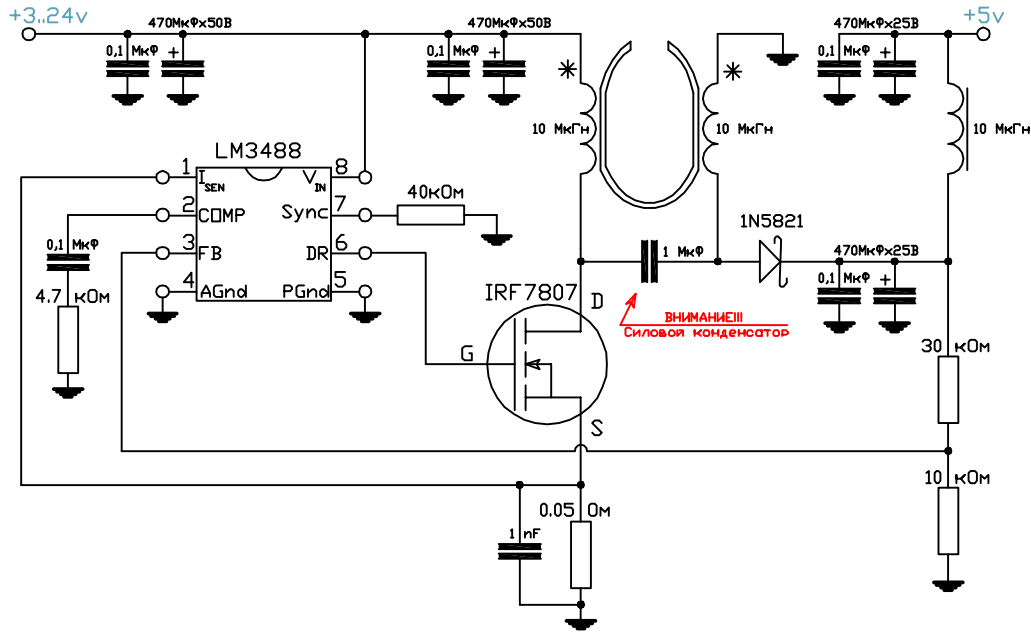 +3..24v
470МкФх50В
470МкФх50В
470МкФх25В
+5v
0,1 МкФ
+
0,1 МкФ
+
0,1 МкФ
+
10 МкГн
10 МкГн
10 МкГн
LM3488
1
ISEN
VIN
8
2
COMP
Sync
7
40кОм
3
FB
DR
6
4
AGnd
PGnd
5
0,1 МкФ
4.7 кОм
1 МкФ
1N5821
470МкФх25В
0,1 МкФ
+
IRF7807
D
G
S
ВНИМАНИЕ!!!
Силовой конденсатор
30 кОм
10 кОм
0.05 Ом
1 nF